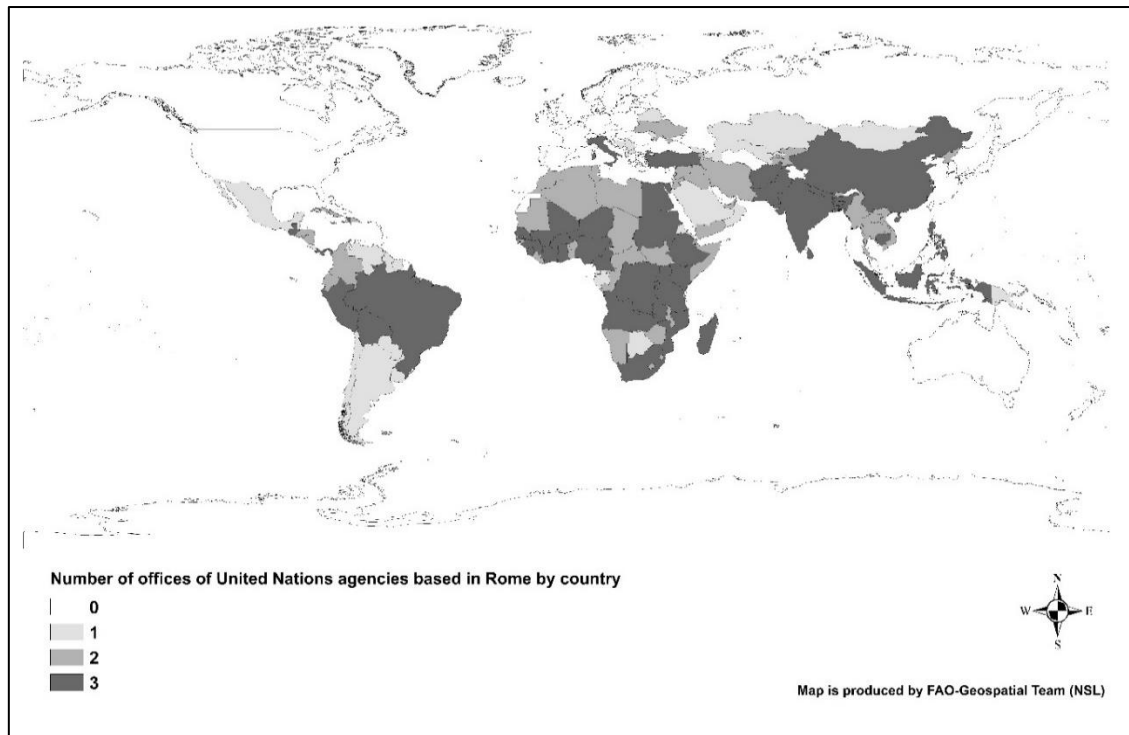 Number of offices of United Nations agencies based in Rome by country
0
1
2
3
N
W E
S
Map is produced by FAO-Geospatial Team (NSL)